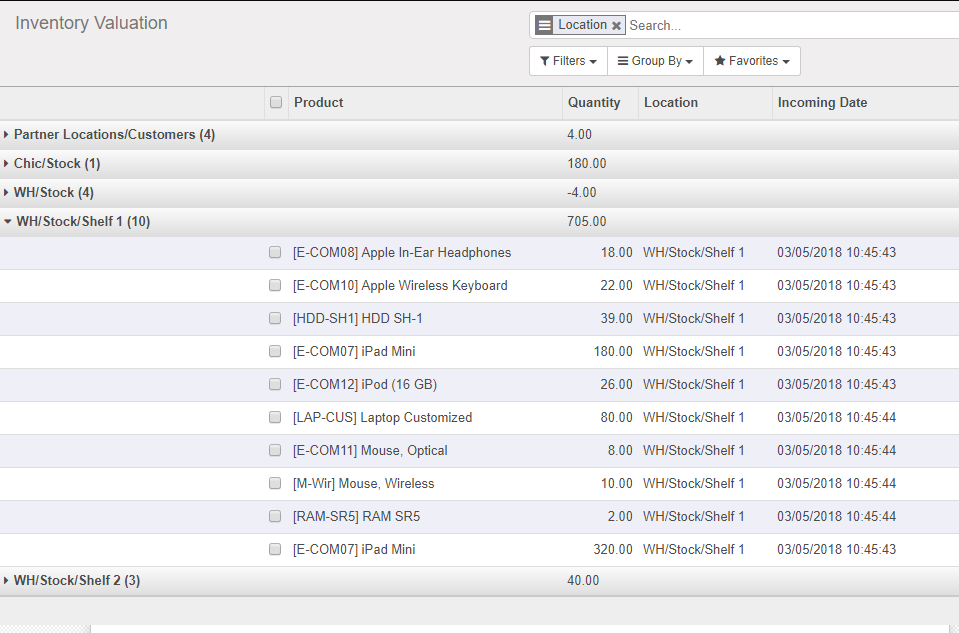 Inventory Valuation
Location Search...
Filters Group By Favorites
Product Quantity Location Incoming Date
Partner Locations/Customers (4) 4.00
Chic/Stock (1) 180.00
WH/Stock (4) -4.00
WH/Stock/Shelf 1 (10) 705.00
[E-COM08] Apple In-Ear Headphones 18.00 WH/Stock/Shelf 1 03/05/2018 10:45:43
[E-COM10] Apple Wireless Keyboard 22.00 WH/Stock/Shelf 1 03/05/2018 10:45:43
[HDD-SH1] HDD SH-1 39.00 WH/Stock/Shelf 1 03/05/2018 10:45:43
[E-COM07] iPad Mini 180.00 WH/Stock/Shelf 1 03/05/2018 10:45:43
[E-COM12] iPod (16 GB) 26.00 WH/Stock/Shelf 1 03/05/2018 10:45:43
[LAP-CUS] Laptop Customized 80.00 WH/Stock/Shelf 1 03/05/2018 10:45:44
[E-COM11] Mouse, Optical 8.00 WH/Stock/Shelf 1 03/05/2018 10:45:44
[M-Wir] Mouse, Wireless 10.00 WH/Stock/Shelf 1 03/05/2018 10:45:44
[RAM-SR5] RAM SR5 2.00 WH/Stock/Shelf 1 03/05/2018 10:45:44
[E-COM07] iPad Mini 320.00 WH/Stock/Shelf 1 03/05/2018 10:45:43
WH/Stock/Shelf 2 (3) 40.00